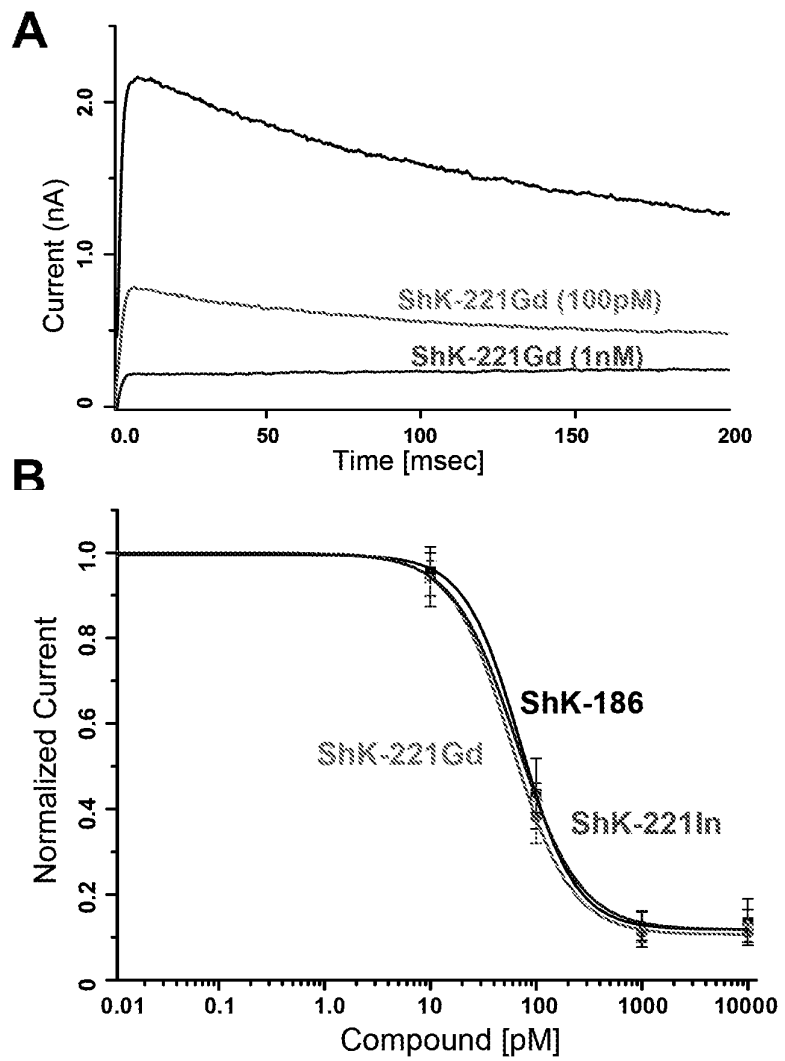 A
2.0
1.0
0
Current (nA)
ShK-221Gd (100pM)
ShK-221Gd (1nM)
0.0 50 100 150 200
Time [msec]
B
1.0
0.8
0.6
0.4
0.2
0
Normalized Current
ShK-186
ShK-221Gd
ShK-221In
0.01 0.1 1.0 10 100 1000 10000
Compound [pM]